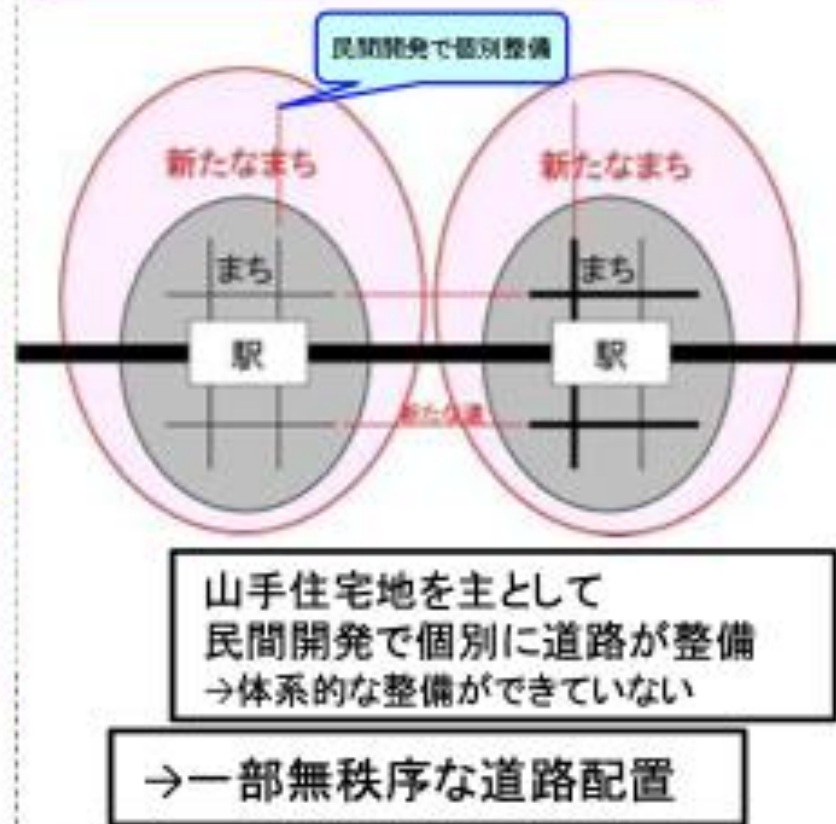 民間開発で個別整備
新たなまち
新たなまち
まち
まち
駅
駅
新たな道
山手住宅地を主として
民間開発で個別に道路が整備
→体系的な整備ができていない
→一部無秩序な道路配置